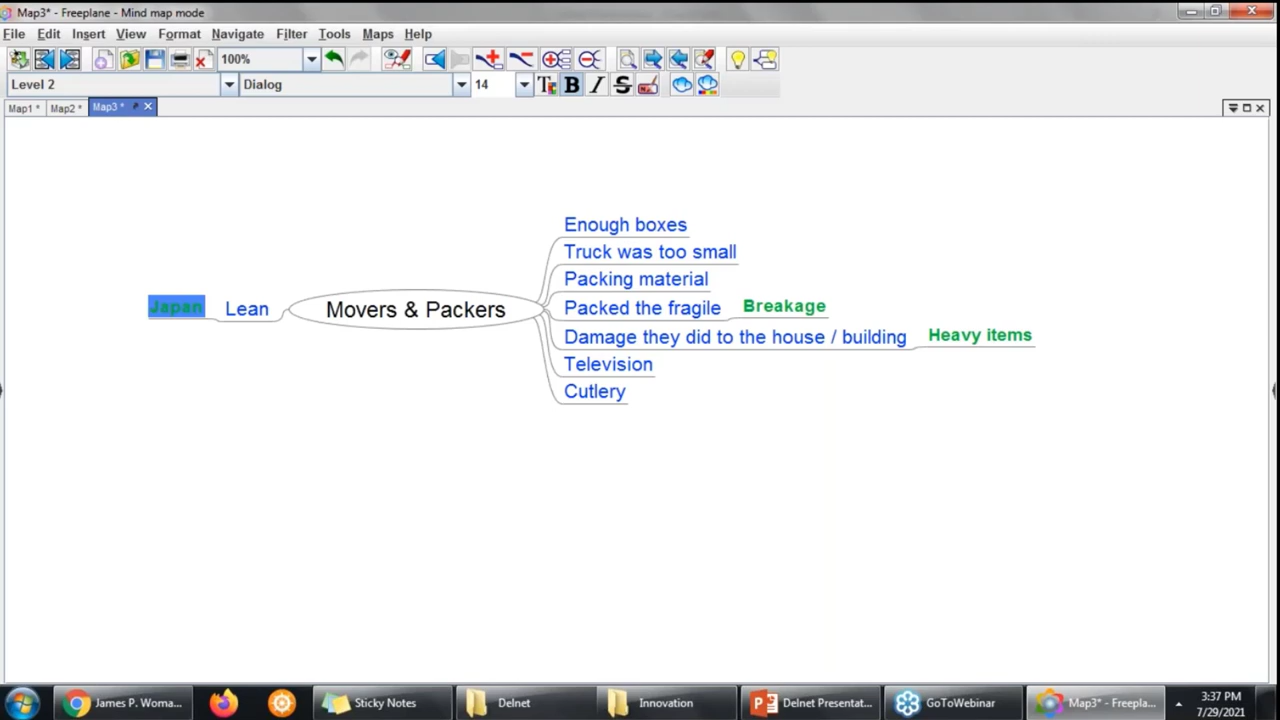 Map3* - Freeplane - Mind map mode
File Edit Insert View Format Navigate Filter Tools Maps Help
100%
Level 2 Dialog 14 B I S
Map1 * Map2 * Map3 *
Enough boxes
Truck was too small
Packing material
Japan Lean Movers & Packers Packed the fragile Breakage
Damage they did to the house / building Heavy items
Television
Cutlery
James P. Woma... Sticky Notes Delnet Innovation Delnet Presentat... GoToWebinar Map3* - Freepla... 3:37 PM
7/29/2021